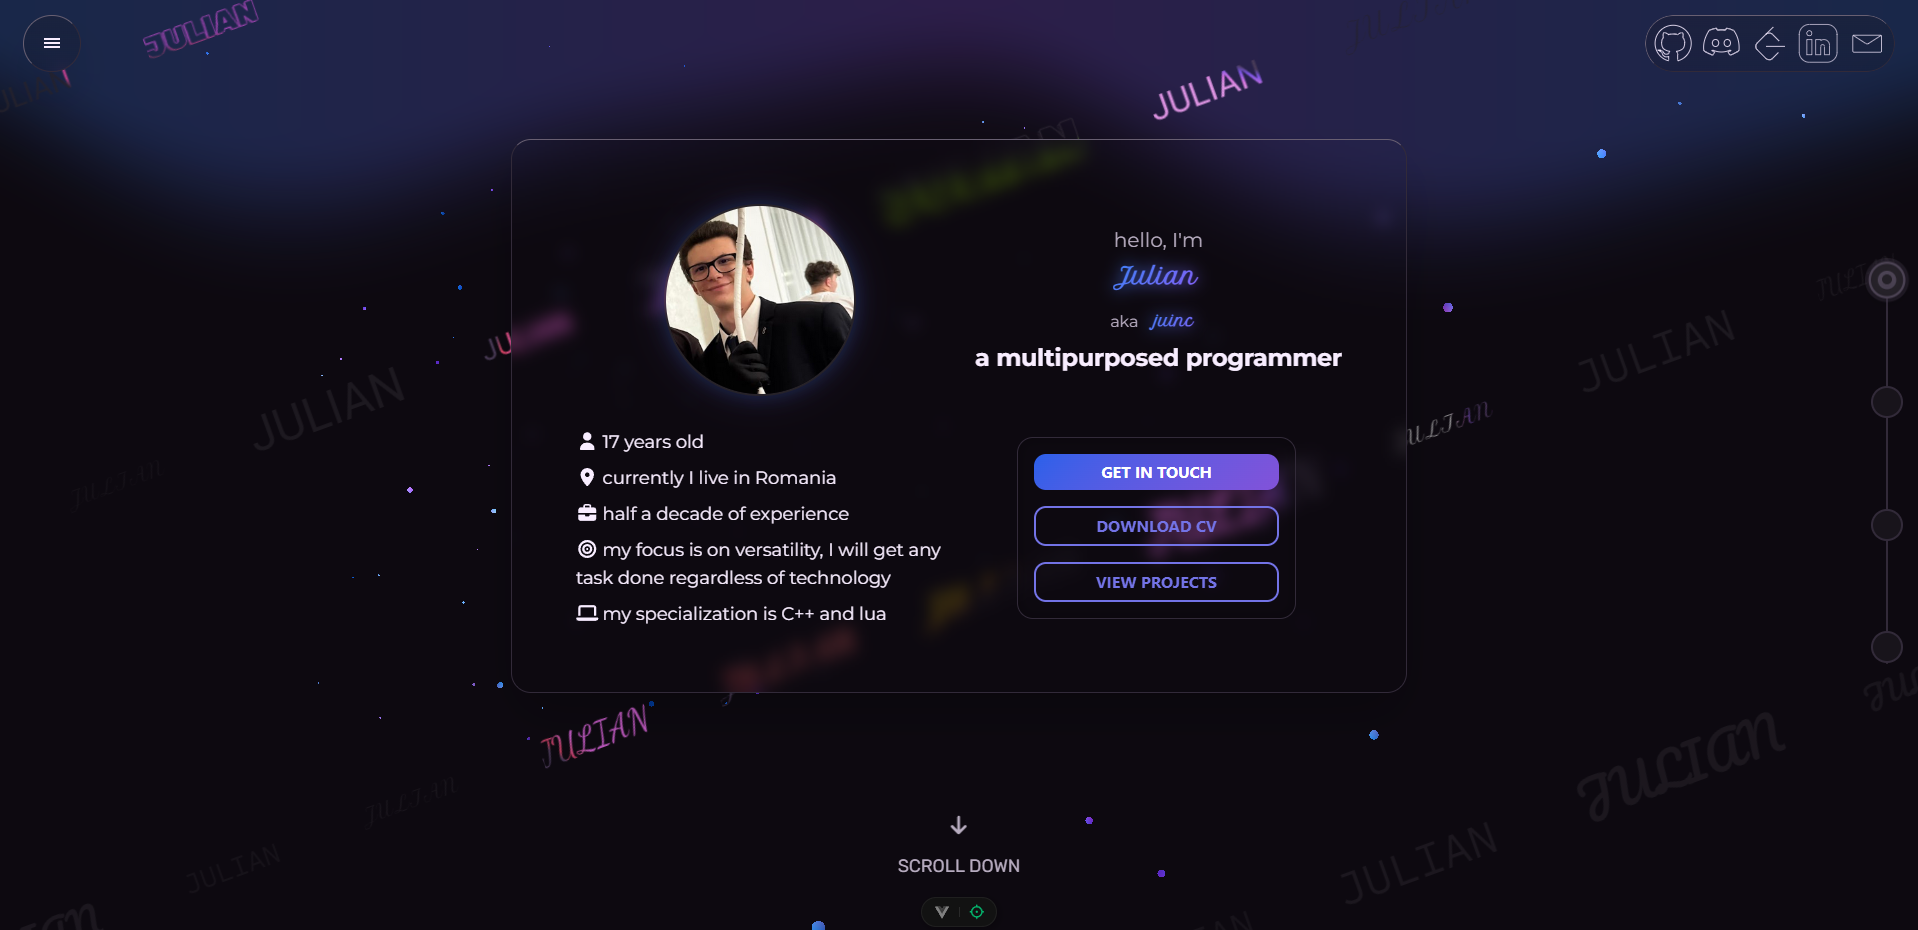 JULIAN
JULIAN
JULIAN
hello, I'm
Julian
aka juinc
a multipurposed programmer
JULIAN
JULIAN
JULIAN
JULIAN
JULIAN
17 years old
currently I live in Romania
half a decade of experience
my focus is on versatility, I will get any
task done regardless of technology
my specialization is C++ and lua
GET IN TOUCH
DOWNLOAD CV
VIEW PROJECTS
JULIAN
JULIAN
JULIAN
JULIAN
JULIAN
SCROLL DOWN